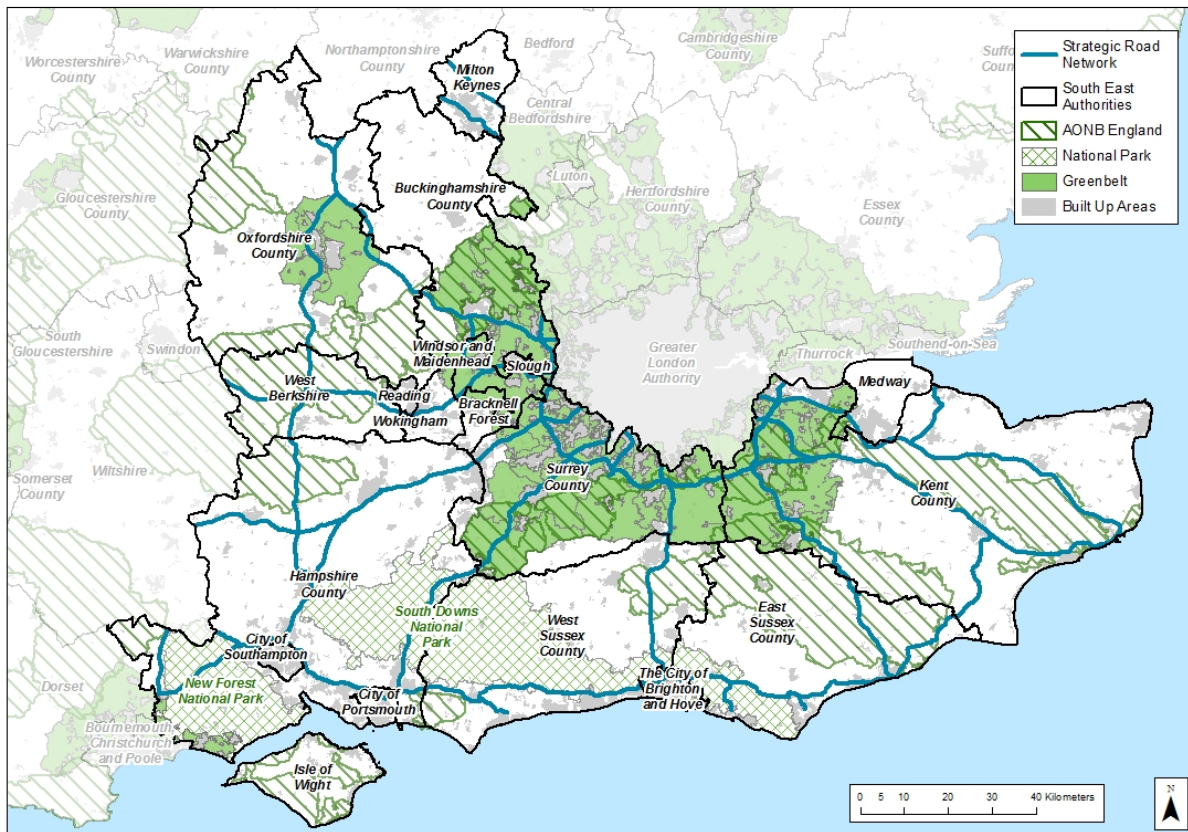 Worcestershire
County
Warwickshire
County
Northamptonshire
County
Bedford
Cambridgeshire
County
Milton
Keynes
Central
Bedfordshire
Buckinghamshire
County
Luton
Hertfordshire
County
Essex
County
Gloucestershire
County
Oxfordshire
County
South
Gloucestershire
Swindon
Windsor and
Maidenhead
Slough
Greater
London
Authority
Thurrock
Southend-on-Sea
Medway
West
Berkshire
Reading
Wokingham
Bracknell
Forest
Wiltshire
Somerset
County
Surrey
County
Kent
County
Hampshire
County
South Downs
National
Park
West
Sussex
County
East
Sussex
County
City of
Southampton
City of
Portsmouth
The City of
Brighton
and Hove
New Forest
National Park
Dorset
Bournemouth
Christchurch
and Poole
Isle of
Wight
Strategic Road
Network
South East
Authorities
AONB England
National Park
Greenbelt
Built Up Areas
0 5 10 20 30 40 Kilometers
N